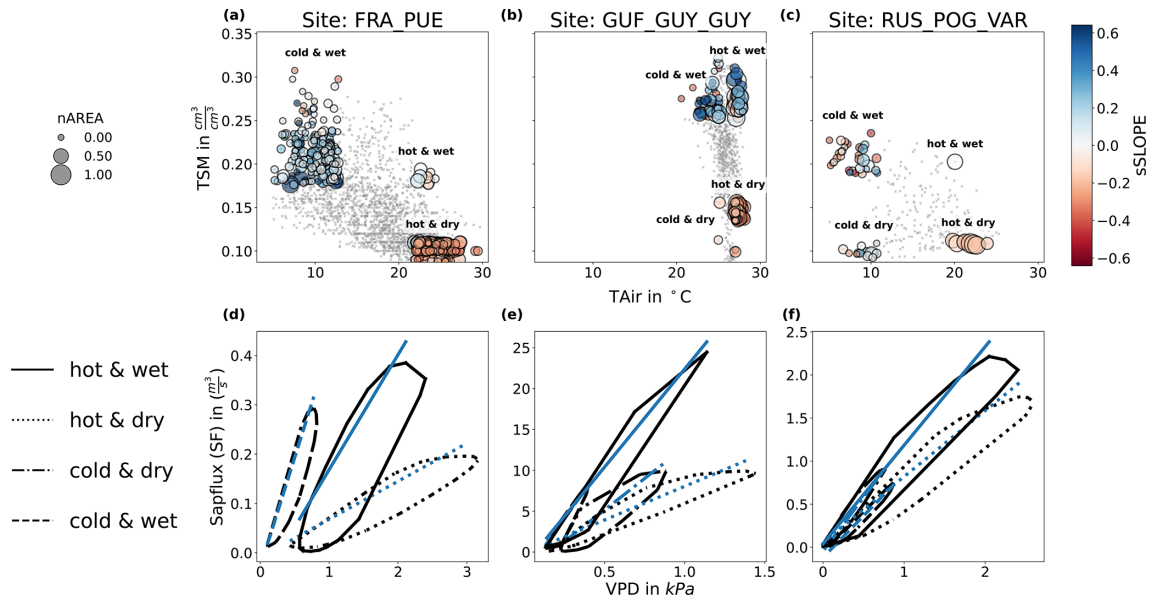 (a)
Site: FRA_PUE
(b)
Site: GUF_GUY_GUY
(c)
Site: RUS_POG_VAR
nAREA
0.00
0.50
1.00
TSM in cm³/cm³
0.35
0.30
0.25
0.20
0.15
0.10
cold & wet
hot & wet
hot & dry
10
20
30
hot & wet
cold & wet
hot & dry
cold & dry
10
20
30
cold & wet
hot & wet
cold & dry
hot & dry
10
20
30
TAir in °C
0.6
0.4
0.2
0.0
−0.2
−0.4
−0.6
sSLOPE
hot & wet
hot & dry
cold & dry
cold & wet
(d)
Sapflux (SF) in (m³/s)
0.4
0.3
0.2
0.1
0.0
0
1
2
3
(e)
25
20
15
10
5
0
0.5
1.0
1.5
(f)
2.5
2.0
1.5
1.0
0.5
0.0
0
1
2
VPD in kPa